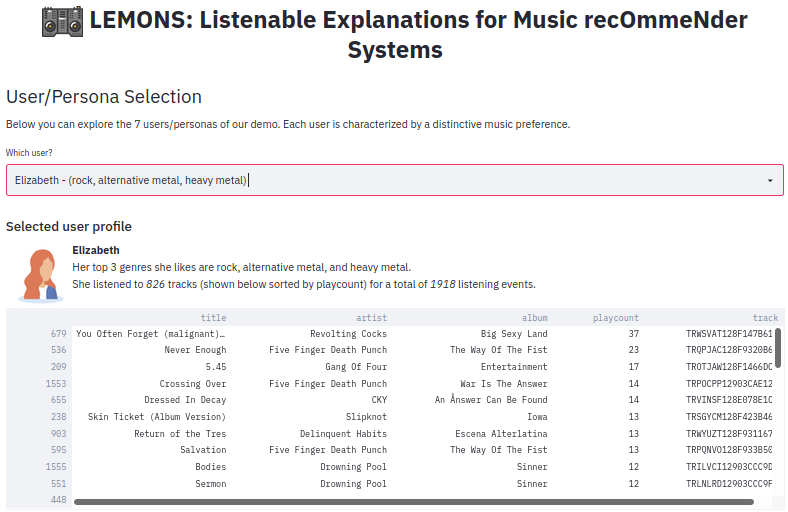 LEMONS: Listenable Explanations for Music recOmmeNder
Systems
User/Persona Selection
Below you can explore the 7 users/personas of our demo. Each user is characterized by a distinctive music preference.
Which user?
Elizabeth - (rock, alternative metal, heavy metal)
Selected user profile
Elizabeth
Her top 3 genres she likes are rock, alternative metal, and heavy metal.
She listened to 826 tracks (shown below sorted by playcount) for a total of 1918 listening events.
title artist album playcount track
679 You Often Forget (malignant)… Revolting Cocks Big Sexy Land 37 TRWSVAT128F147B61
536 Never Enough Five Finger Death Punch The Way Of The Fist 23 TRQPJAC128F9320B6
209 5.45 Gang Of Four Entertainment 17 TROTJAW128F1466DC
1553 Crossing Over Five Finger Death Punch War Is The Answer 14 TRPOCPP12903CAE12
655 Dressed In Decay CKY An Ånswer Can Be Found 14 TRVINSF128E078E1C
238 Skin Ticket (Album Version) Slipknot Iowa 13 TRSGYCM128F423B46
903 Return of the Tres Delinquent Habits Escena Alterlatina 13 TRWYUZT128F931167
595 Salvation Five Finger Death Punch The Way Of The Fist 13 TRPQNVO128F933B50
1555 Bodies Drowning Pool Sinner 12 TRILVCI12903CCC9D
551 Sermon Drowning Pool Sinner 12 TRLNLRD12903CCC9F
448